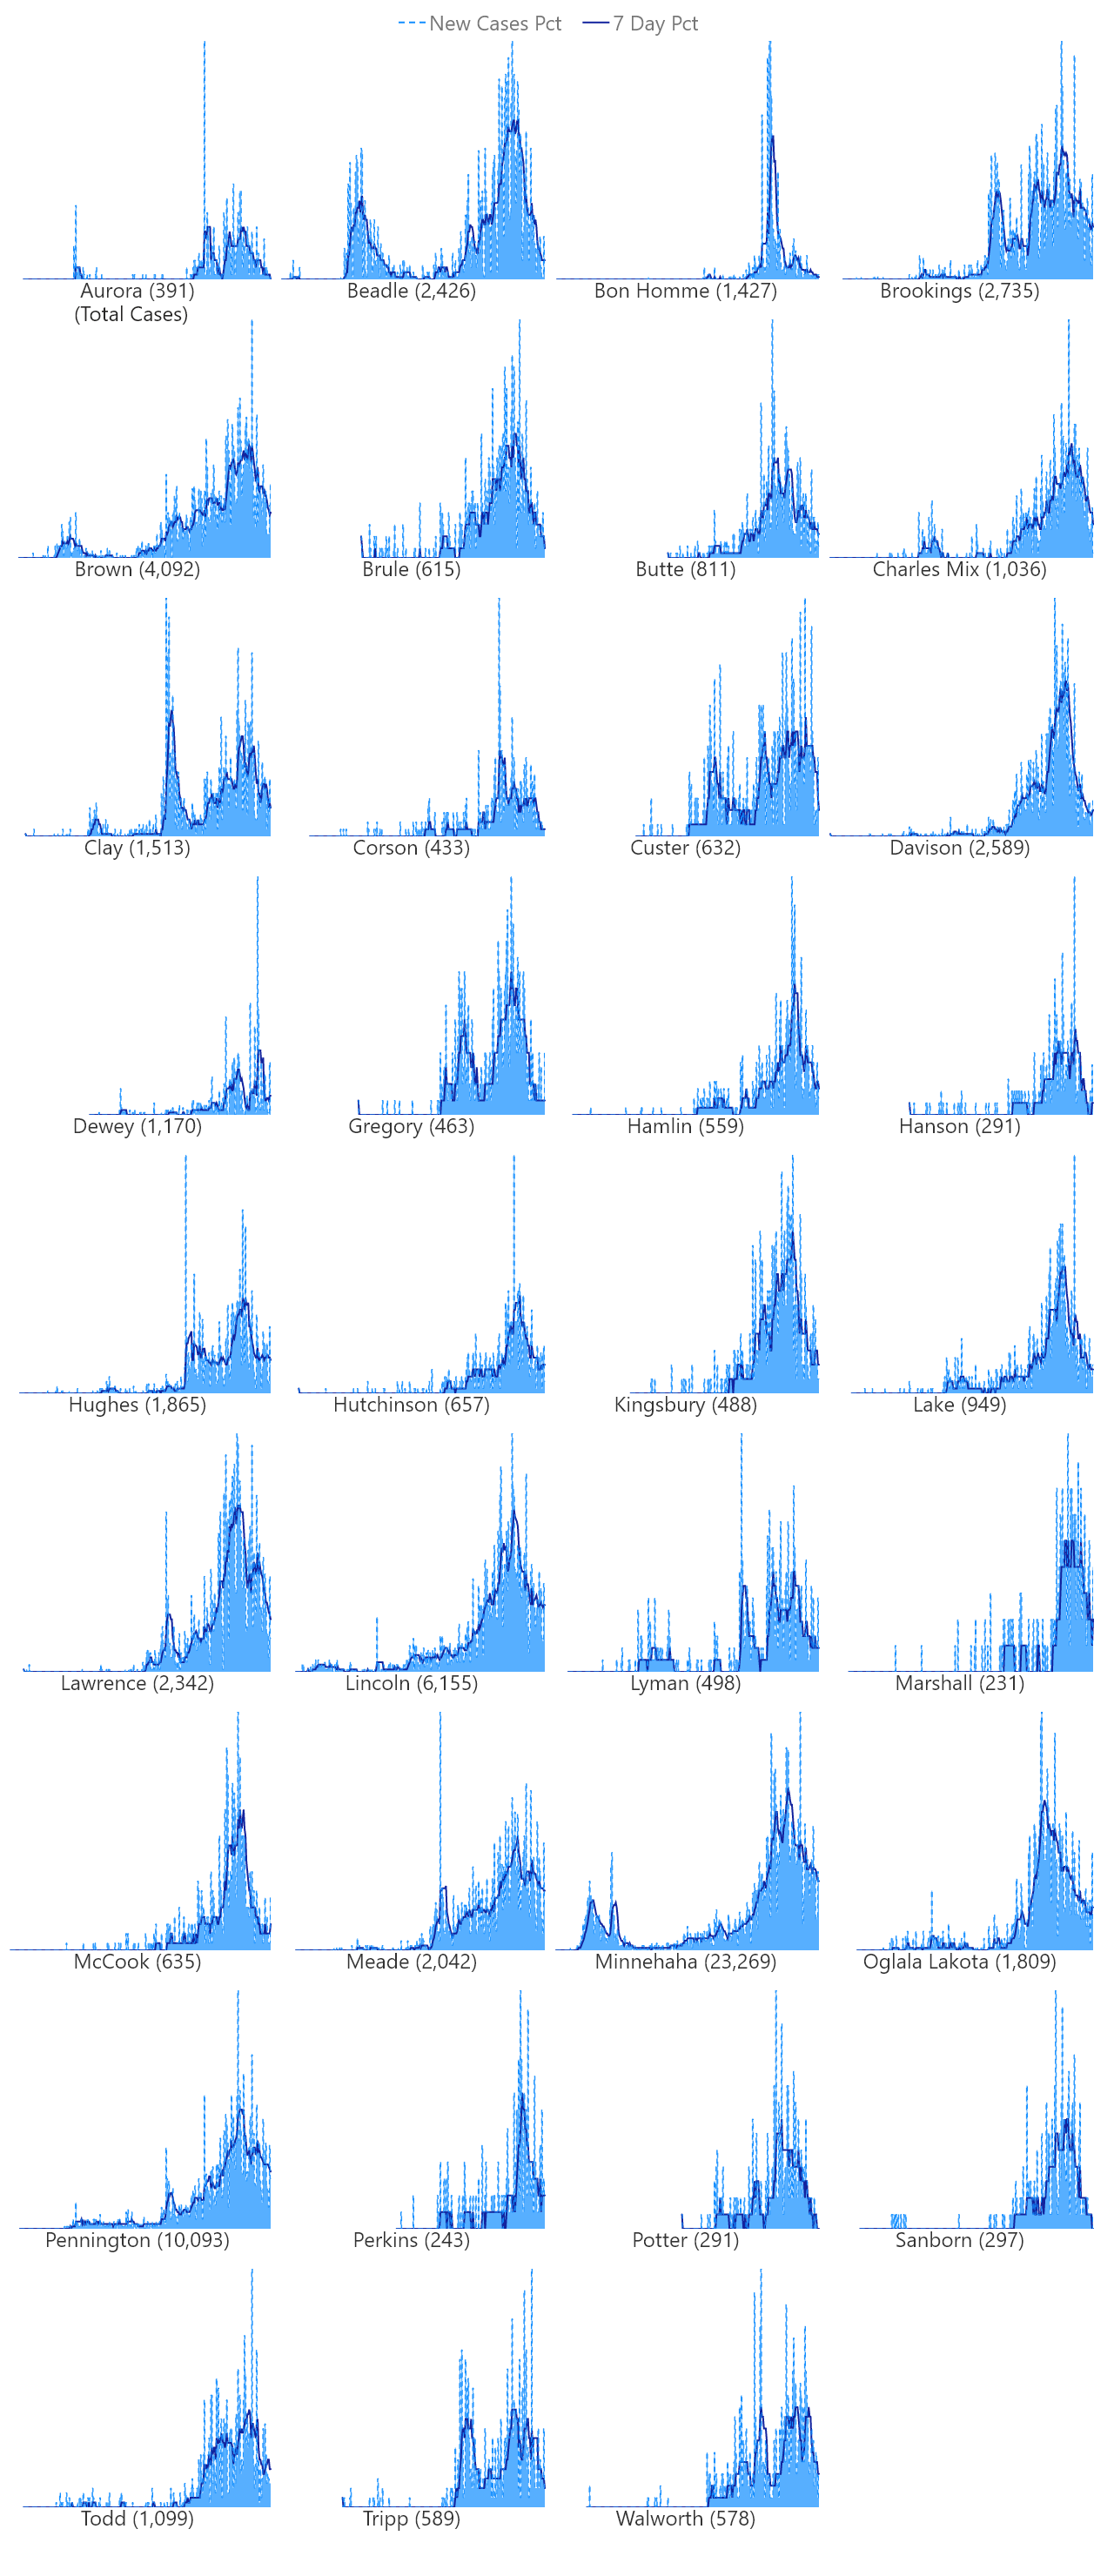 New Cases Pct 7 Day Pct
Aurora (391) Beadle (2,426) Bon Homme (1,427) Brookings (2,735)
(Total Cases)
Brown (4,092) Brule (615) Butte (811) Charles Mix (1,036)
Clay (1,513) Corson (433) Custer (632) Davison (2,589)
Dewey (1,170) Gregory (463) Hamlin (559) Hanson (291)
Hughes (1,865) Hutchinson (657) Kingsbury (488) Lake (949)
Lawrence (2,342) Lincoln (6,155) Lyman (498) Marshall (231)
McCook (635) Meade (2,042) Minnehaha (23,269) Oglala Lakota (1,809)
Pennington (10,093) Perkins (243) Potter (291) Sanborn (297)
Todd (1,099) Tripp (589) Walworth (578)